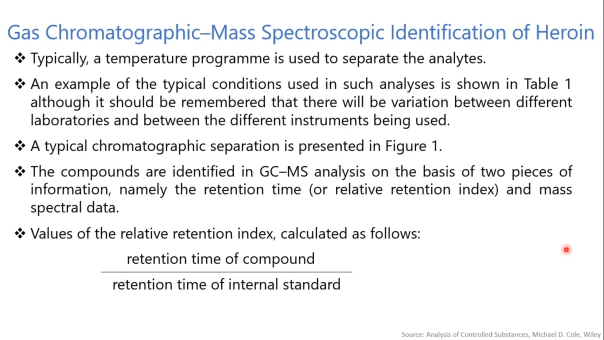 Gas Chromatographic–Mass Spectroscopic Identification of Heroin
❖ Typically, a temperature programme is used to separate the analytes.
❖ An example of the typical conditions used in such analyses is shown in Table 1
although it should be remembered that there will be variation between different
laboratories and between the different instruments being used.
❖ A typical chromatographic separation is presented in Figure 1.
❖ The compounds are identified in GC–MS analysis on the basis of two pieces of
information, namely the retention time (or relative retention index) and mass
spectral data.
❖ Values of the relative retention index, calculated as follows:
retention time of compound
retention time of internal standard
Source: Analysis of Controlled Substances, Michael D. Cole, Wiley